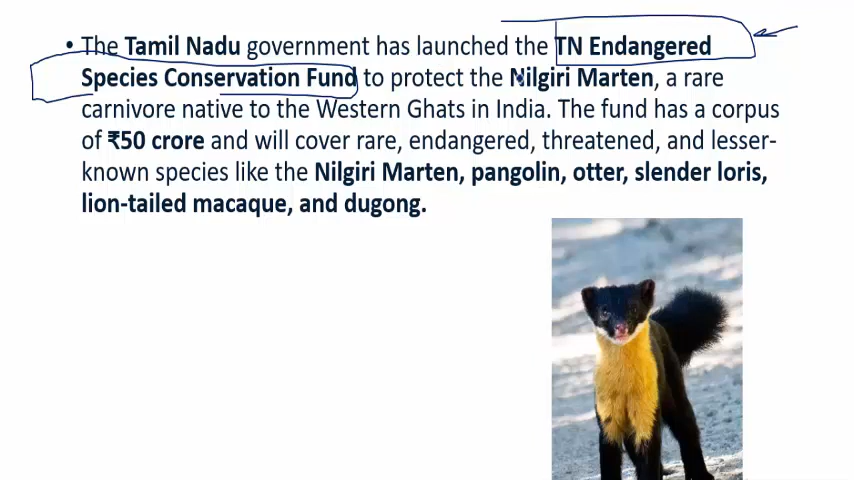 • The Tamil Nadu government has launched the TN Endangered
Species Conservation Fund to protect the Nilgiri Marten, a rare
carnivore native to the Western Ghats in India. The fund has a corpus
of ₹50 crore and will cover rare, endangered, threatened, and lesser-
known species like the Nilgiri Marten, pangolin, otter, slender loris,
lion-tailed macaque, and dugong.